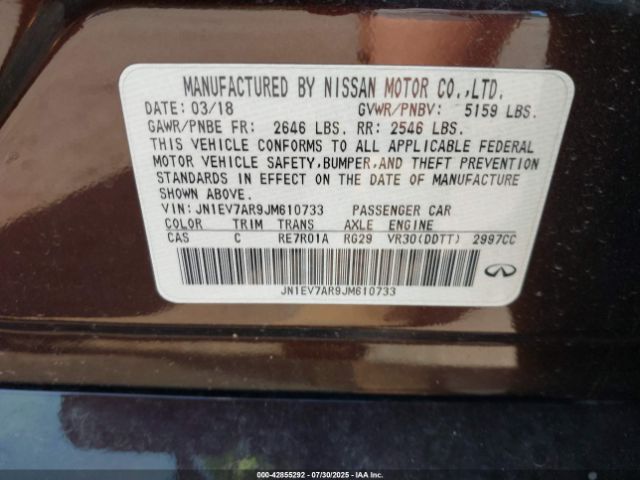 MANUFACTURED BY NISSAN MOTOR CO.,LTD.
DATE: 03/18 GVWR/PNBV: 5159 LBS.
GAWR/PNBE FR: 2646 LBS. RR: 2546 LBS.
THIS VEHICLE CONFORMS TO ALL APPLICABLE FEDERAL
MOTOR VEHICLE SAFETY,BUMPER,AND THEFT PREVENTION
STANDARDS IN EFFECT ON THE DATE OF MANUFACTURE
SHOWN ABOVE.
VIN: JN1EV7AR9JM610733 PASSENGER CAR
COLOR TRIM TRANS AXLE ENGINE
CAS C RE7R01A RG29 VR30(DDTT) 2997CC
JN1EV7AR9JM610733
INFINITI
000-42855292 | 07/30/2025 | IAAI.COM